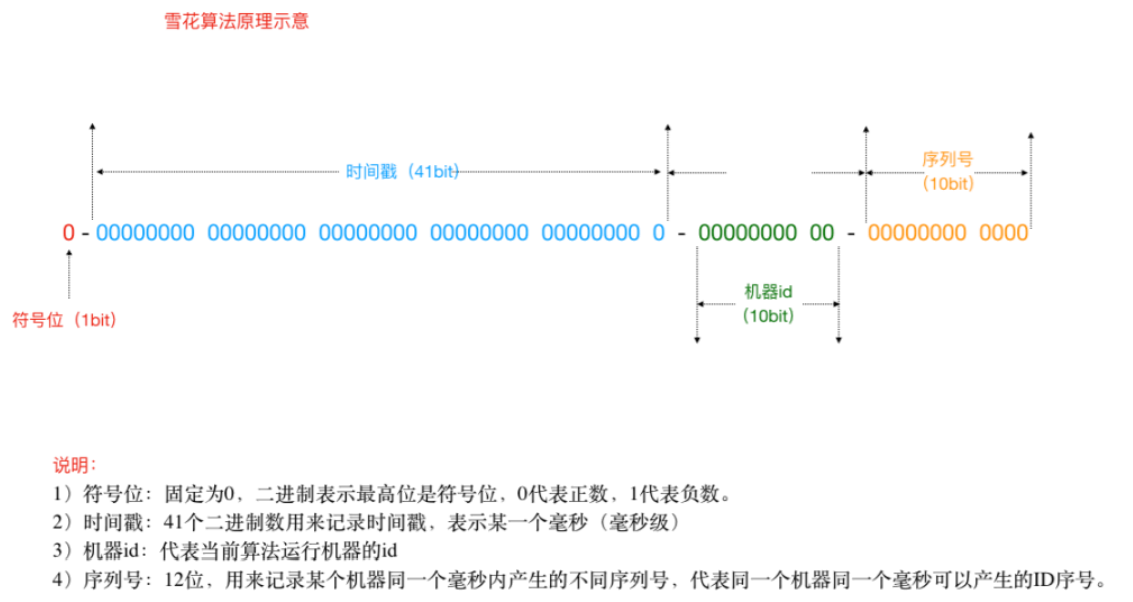 雪花算法原理示意
时间戳（41bit）
序列号
（10bit）
0 - 00000000 00000000 00000000 00000000 00000000 0 - 00000000 00 - 00000000 0000
机器id
（10bit）
符号位（1bit）
说明：
1）符号位：固定为0，二进制表示最高位是符号位，0代表正数，1代表负数。
2）时间戳：41个二进制数用来记录时间戳，表示某一个毫秒（毫秒级）
3）机器id：代表当前算法运行机器的id
4）序列号：12位，用来记录某个机器同一个毫秒内产生的不同序列号，代表同一个机器同一个毫秒可以产生的ID序号。